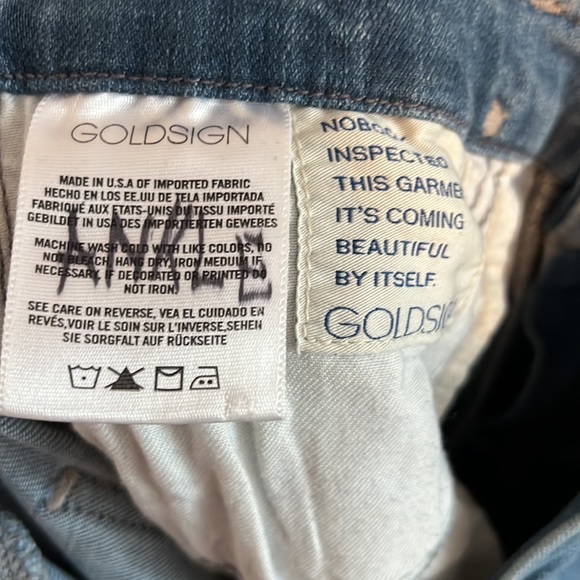 GOLDSIGN
MADE IN U.S.A OF IMPORTED FABRIC
HECHO EN LOS EE.UU DE TELA IMPORTADA
FABRIQUÉ AUX ETATS-UNIS DU TISSU IMPORTÉ
GEBILDET IN USA DES IMPORTIERTEN GEWEBES
MACHINE WASH COLD WITH LIKE COLORS, DO
NOT BLEACH, HANG DRY, IRON MEDIUM IF
NECESSARY, IF DECORATED OR PRINTED DO
NOT IRON.
SEE CARE ON REVERSE, VEA EL CUIDADO EN
REVÉS,VOIR LE SOIN SUR L'INVERSE,SEHEN
SIE SORGFALT AUF RÜCKSEITE
INSPECTED
THIS GARME
IT'S COMING
BEAUTIFUL
BY ITSELF.
GOLDSIG